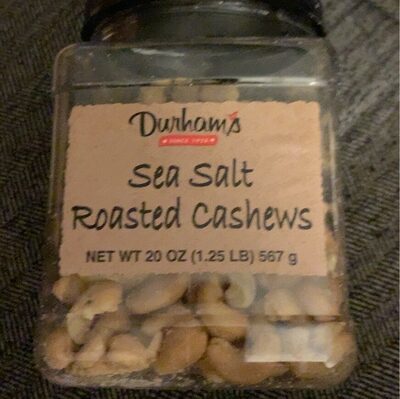 Durham's
Sea Salt
Roasted Cashews
NET WT 20 OZ (1.25 LB) 567 g